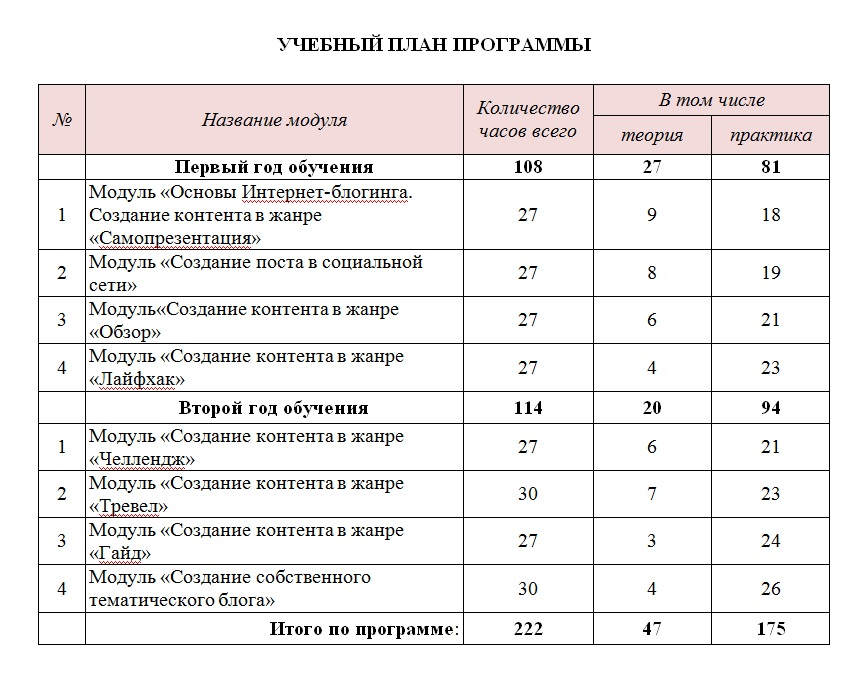 УЧЕБНЫЙ ПЛАН ПРОГРАММЫ
№ Название модуля Количество часов всего В том числе
теория практика
Первый год обучения 108 27 81
1 Модуль «Основы Интернет-блогинга.
Создание контента в жанре
«Самопрезентация» 27 9 18
2 Модуль «Создание поста в социальной
сети» 27 8 19
3 Модуль«Создание контента в жанре
«Обзор» 27 6 21
4 Модуль «Создание контента в жанре
«Лайфхак» 27 4 23
Второй год обучения 114 20 94
1 Модуль «Создание контента в жанре
«Челлендж» 27 6 21
2 Модуль «Создание контента в жанре
«Тревел» 30 7 23
3 Модуль «Создание контента в жанре
«Гайд» 27 3 24
4 Модуль «Создание собственного
тематического блога» 30 4 26
Итого по программе: 222 47 175